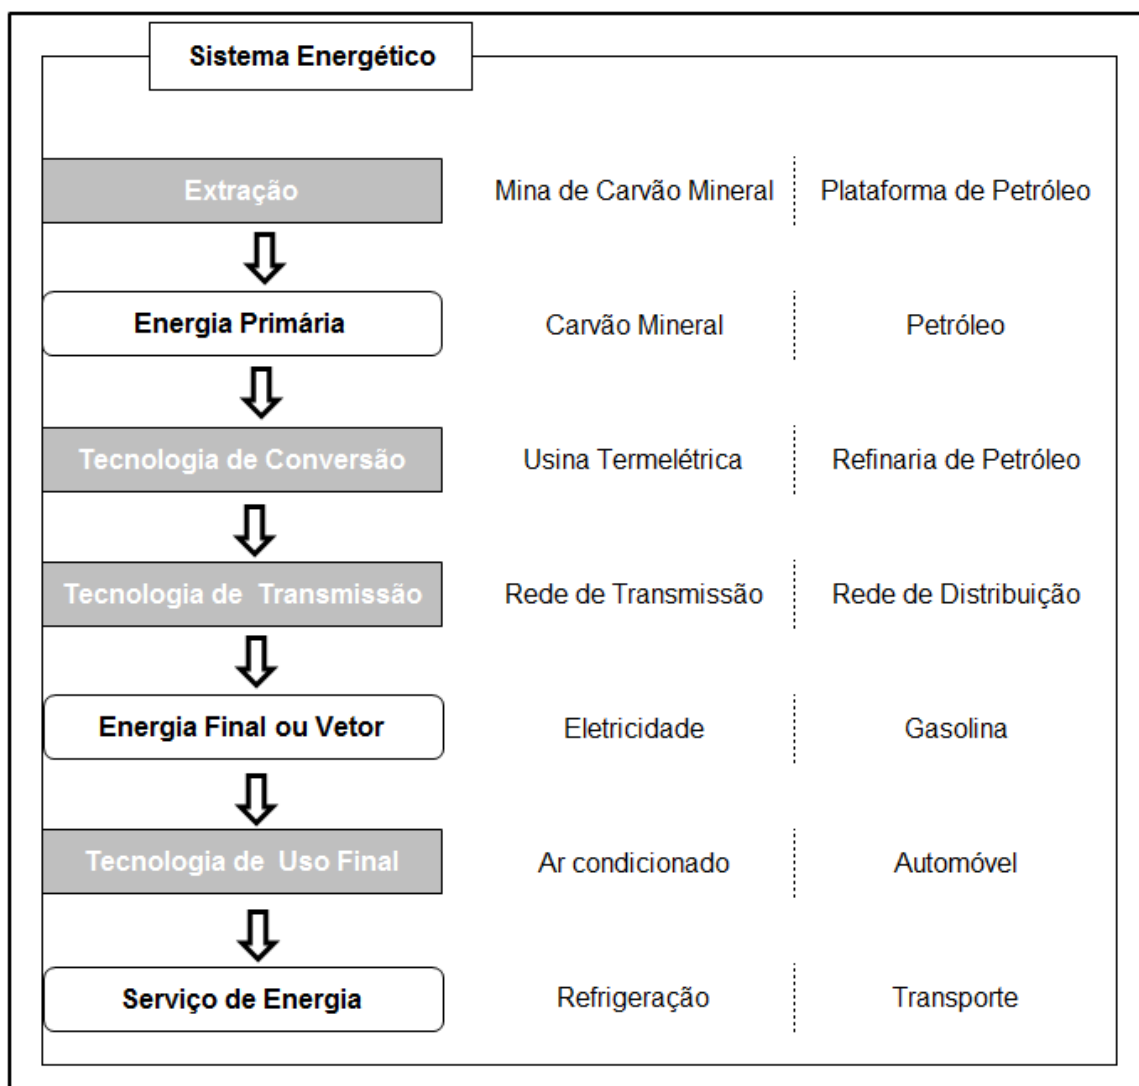 Sistema Energético
Extração Mina de Carvão Mineral Plataforma de Petróleo
Energia Primária Carvão Mineral Petróleo
Tecnologia de Conversão Usina Termelétrica Refinaria de Petróleo
Tecnologia de Transmissão Rede de Transmissão Rede de Distribuição
Energia Final ou Vetor Eletricidade Gasolina
Tecnologia de Uso Final Ar condicionado Automóvel
Serviço de Energia Refrigeração Transporte